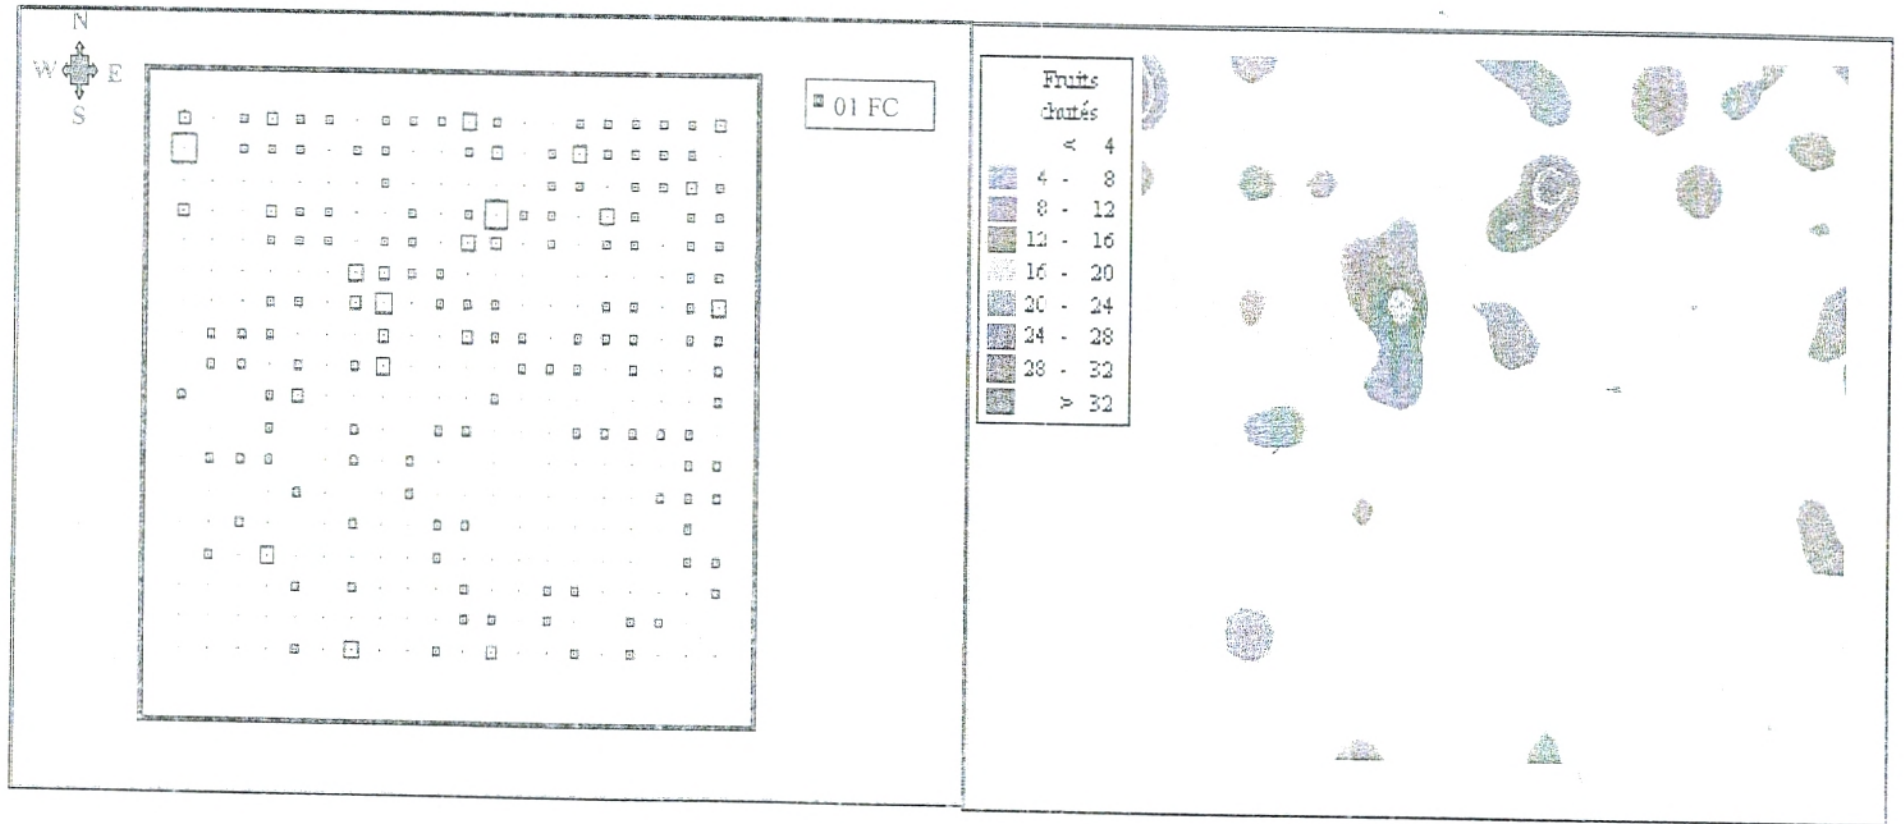 N
W E
S
01 FC
Fruits
chutés
< 4
4 - 8
8 - 12
12 - 16
16 - 20
20 - 24
24 - 28
28 - 32
> 32